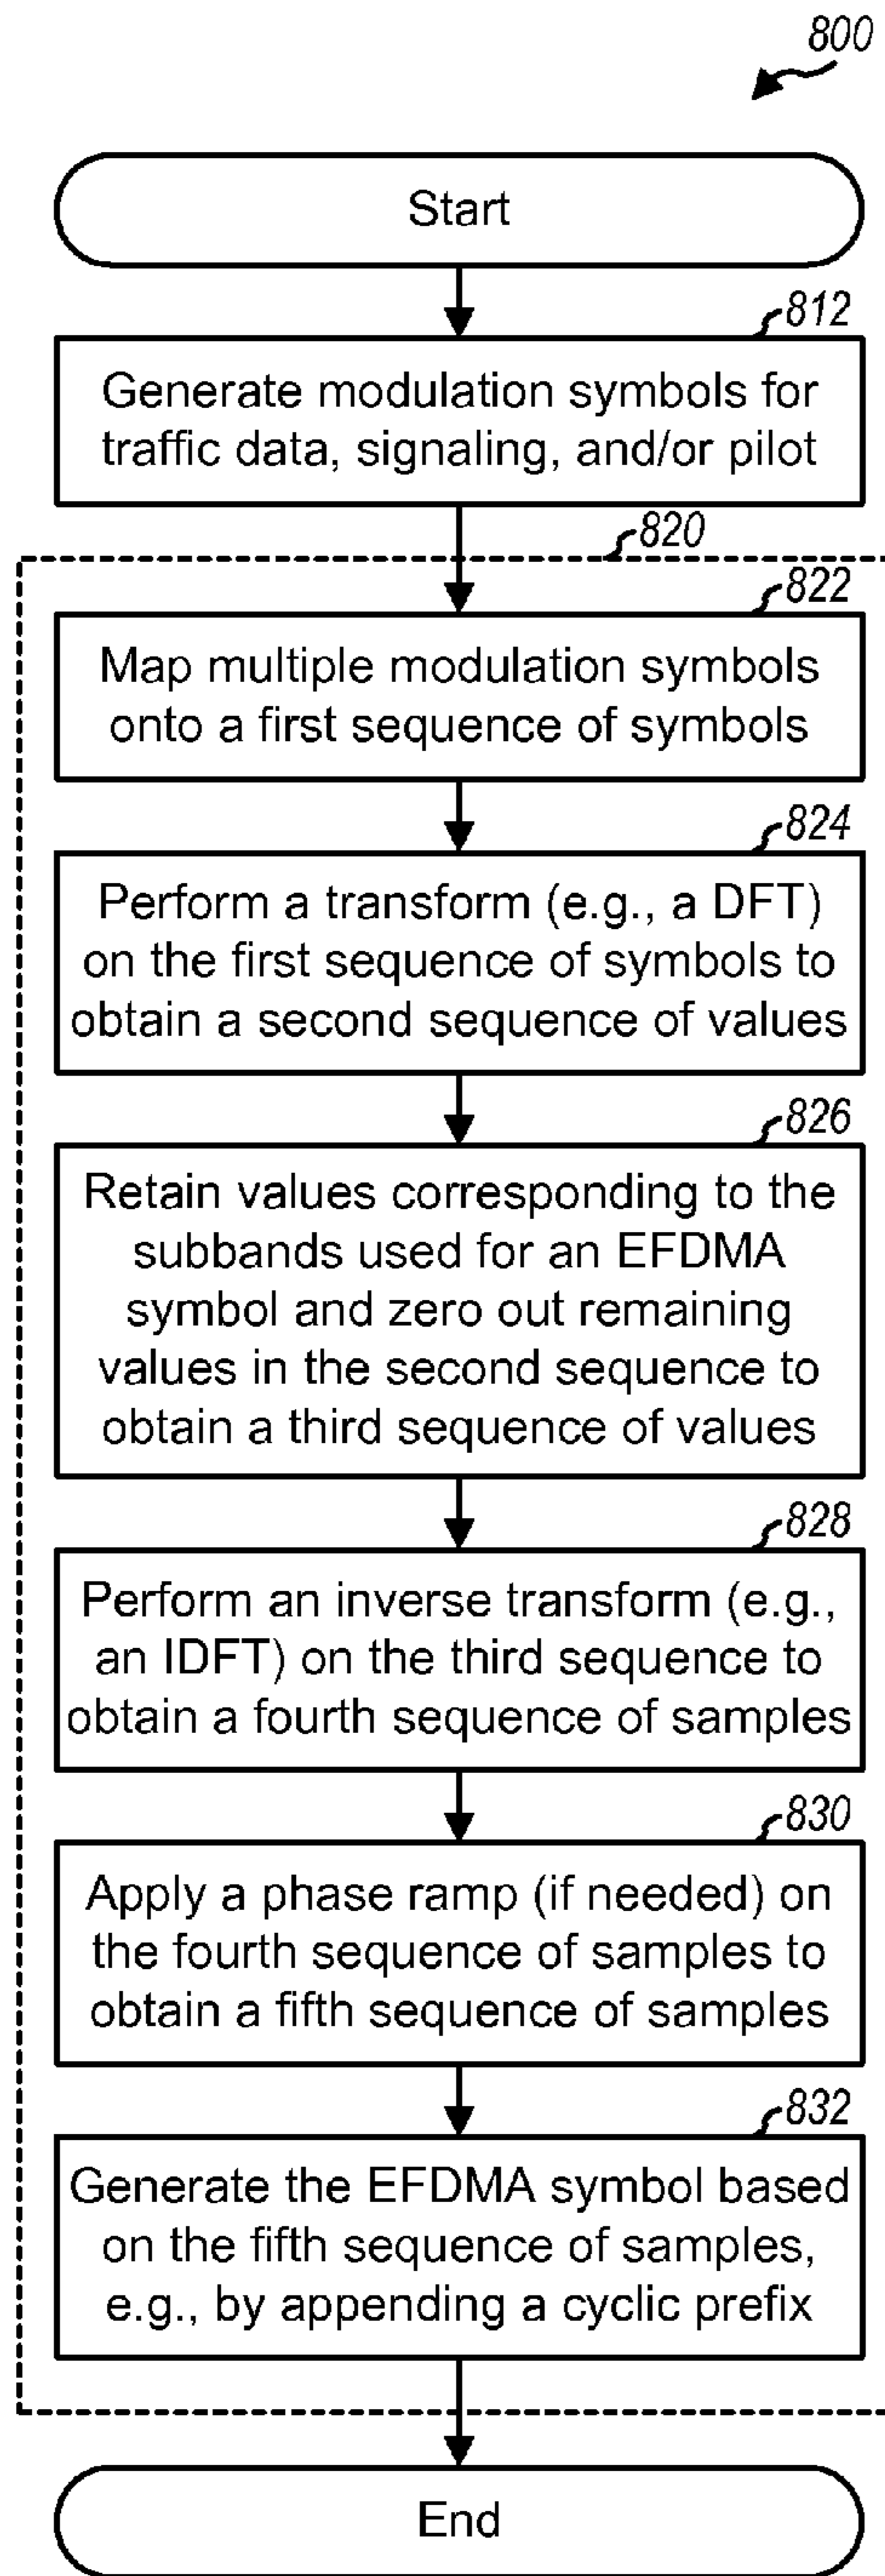 800
Start
812
Generate modulation symbols for
traffic data, signaling, and/or pilot
820
822
Map multiple modulation symbols
onto a first sequence of symbols
824
Perform a transform (e.g., a DFT)
on the first sequence of symbols to
obtain a second sequence of values
826
Retain values corresponding to the
subbands used for an EFDMA
symbol and zero out remaining
values in the second sequence to
obtain a third sequence of values
828
Perform an inverse transform (e.g.,
an IDFT) on the third sequence to
obtain a fourth sequence of samples
830
Apply a phase ramp (if needed) on
the fourth sequence of samples to
obtain a fifth sequence of samples
832
Generate the EFDMA symbol based
on the fifth sequence of samples,
e.g., by appending a cyclic prefix
End